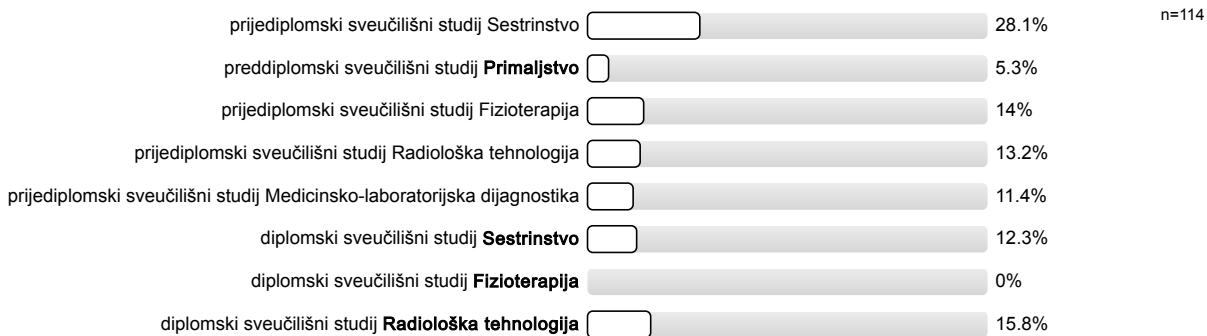 prijediplomski sveučilišni studij Sestrinstvo 28.1% n=114
preddiplomski sveučilišni studij Primaljstvo 5.3%
prijediplomski sveučilišni studij Fizioterapija 14%
prijediplomski sveučilišni studij Radiološka tehnologija 13.2%
prijediplomski sveučilišni studij Medicinsko-laboratorijska dijagnostika 11.4%
diplomski sveučilišni studij Sestrinstvo 12.3%
diplomski sveučilišni studij Fizioterapija 0%
diplomski sveučilišni studij Radiološka tehnologija 15.8%